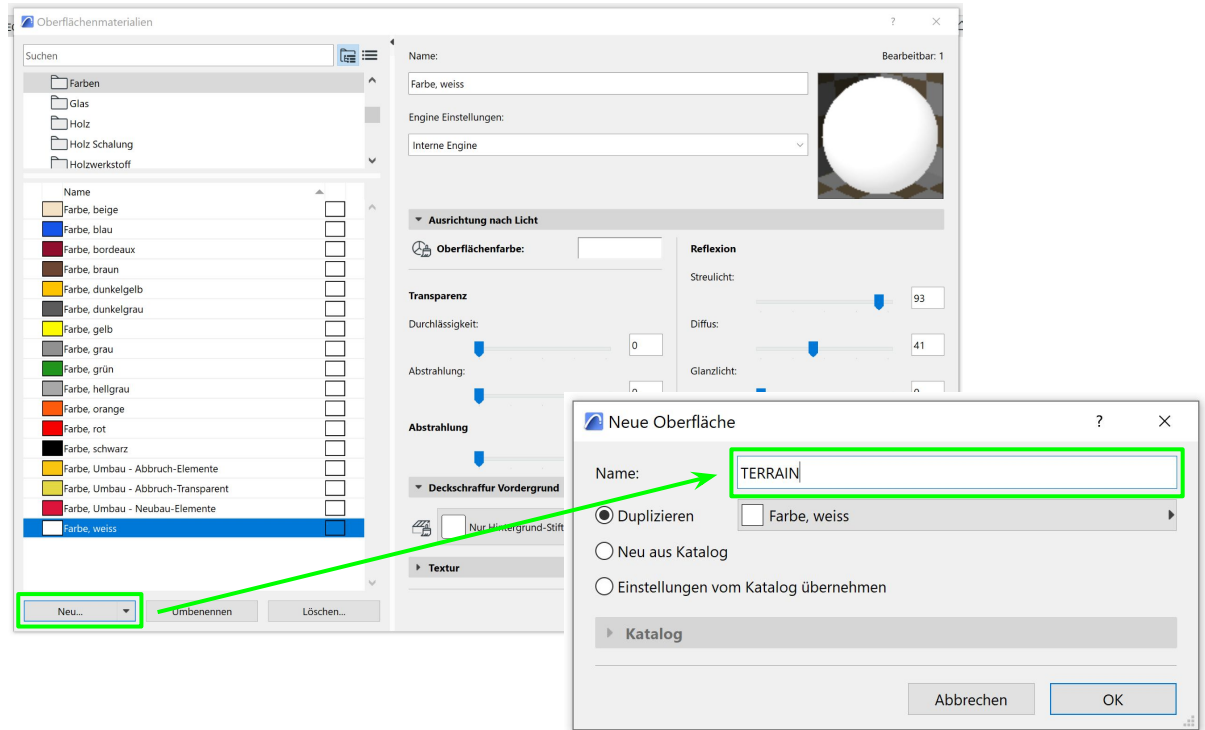 Oberflächenmaterialien
?
Suchen
Farben
Glas
Holz
Holz Schalung
Holzwerkstoff
Name
Farbe, beige
Farbe, blau
Farbe, bordeaux
Farbe, braun
Farbe, dunkelgelb
Farbe, dunkelgrau
Farbe, gelb
Farbe, grau
Farbe, grün
Farbe, hellgrau
Farbe, orange
Farbe, rot
Farbe, schwarz
Farbe, Umbau - Abbruch-Elemente
Farbe, Umbau - Abbruch-Transparent
Farbe, Umbau - Neubau-Elemente
Farbe, weiss
Neu...
Umbenennen
Löschen...
Name:
Bearbeitbar: 1
Farbe, weiss
Engine Einstellungen:
Interne Engine
Ausrichtung nach Licht
Oberflächenfarbe:
Transparenz
Durchlässigkeit:
0
Abstrahlung:
Abstrahlung
Reflexion
Streulicht:
93
Diffus:
41
Glanzlicht:
Deckschraffur Vordergrund
Nur Hintergrund-Stift
Textur
Neue Oberfläche
?
Name:
TERRAIN
Duplizieren
Farbe, weiss
Neu aus Katalog
Einstellungen vom Katalog übernehmen
Katalog
Abbrechen
OK